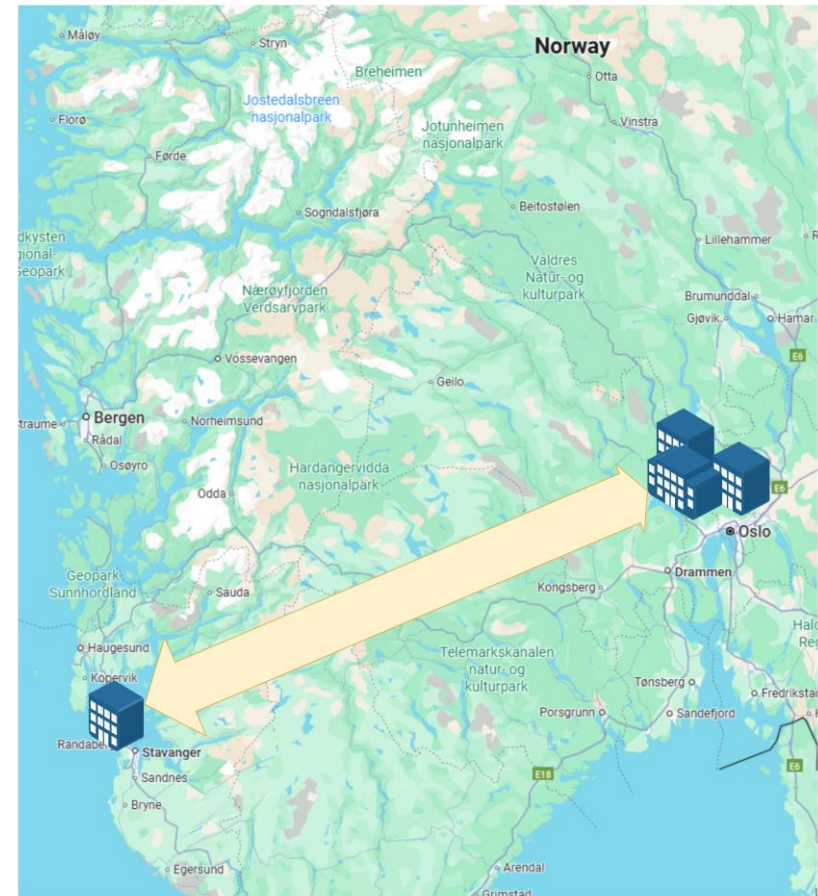 Måløy
Stryn
Norway
Otta
Breheimen
Jostedalsbreen
nasjonalpark
Vinstra
Florø
Jotunheimen
nasjonalpark
Førde
Beitostølen
Sogndalsfjøra
Lillehammer
Valdres
Natur- og
kulturpark
Nærøyfjorden
Verdsarvpark
Brumunddal
Gjøvik
Hamar
E6
Vossevangen
Geilo
Bergen
Norheimsund
Rådal
Osøyro
Hardangervidda
nasjonalpark
Odda
E6
Oslo
Drammen
Geopark
Sunnhordland
Sauda
Kongsberg
Haugesund
Telemarkskanalen
natur- og
kulturpark
Kopervik
Tønsberg
Porsgrunn
Sandefjord
Stavanger
E6
Sandnes
E18
Bryne
Egersund
Arendal
Grimstad